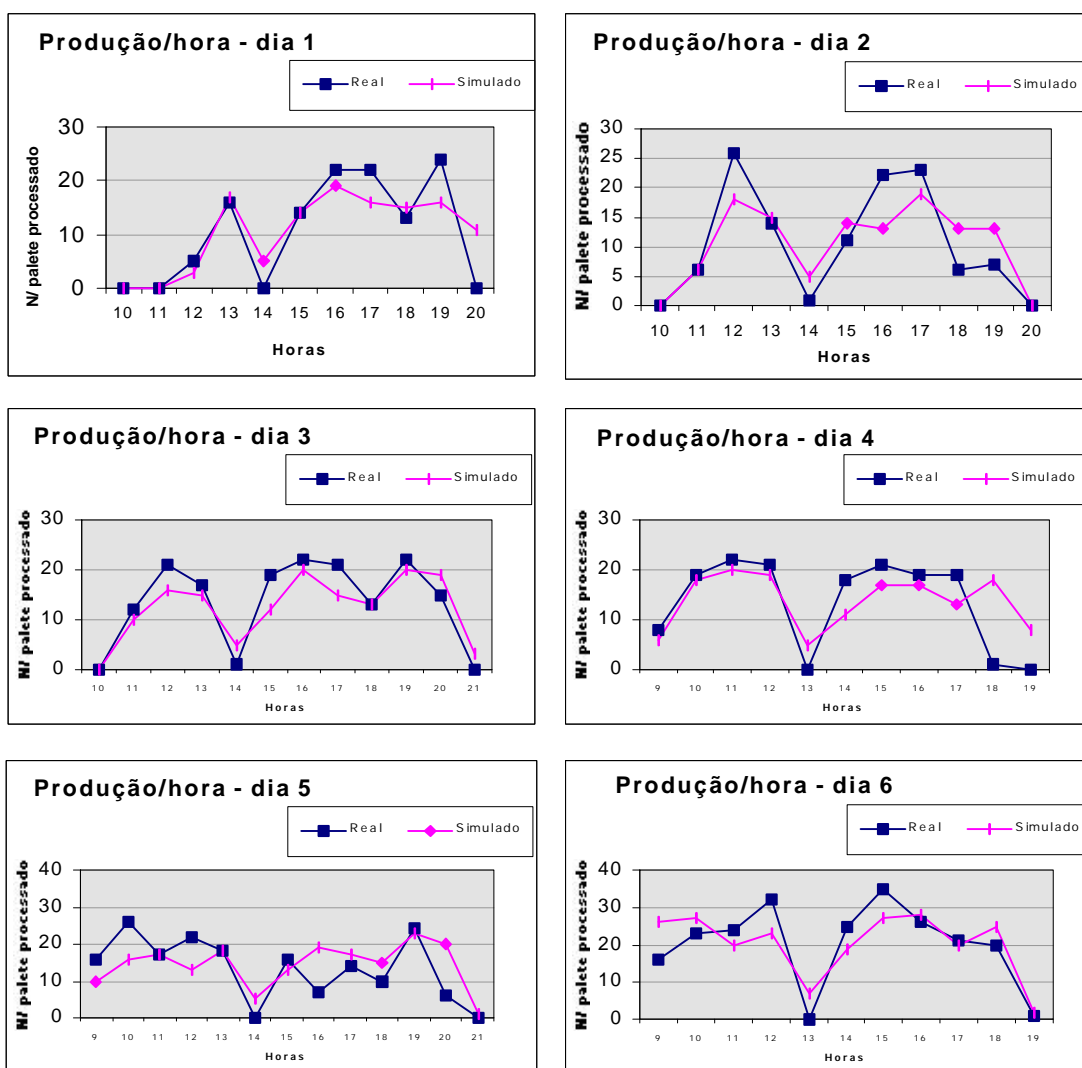 Produção/hora - dia 1
Real Simulado
N/ palete processado
30
20
10
0
10 11 12 13 14 15 16 17 18 19 20
Horas
Produção/hora - dia 2
Real Simulado
N/ palete processado
30
25
20
15
10
5
0
10 11 12 13 14 15 16 17 18 19 20
Horas
Produção/hora - dia 3
Real Simulado
N/ palete processado
30
20
10
0
10 11 12 13 14 15 16 17 18 19 20 21
Horas
Produção/hora - dia 4
Real Simulado
N/ palete processado
30
20
10
0
9 10 11 12 13 14 15 16 17 18 19
Horas
Produção/hora - dia 5
Real Simulado
N/ palete processado
40
30
20
10
0
9 10 11 12 13 14 15 16 17 18 19 20 21
Horas
Produção/hora - dia 6
Real Simulado
N/ palete processado
40
30
20
10
0
9 10 11 12 13 14 15 16 17 18 19
Horas